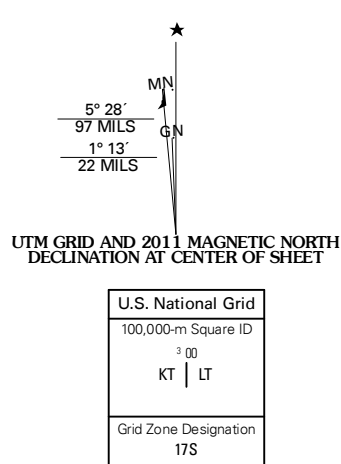 ★
MN
5° 28´
97 MILS
GN
1° 13´
22 MILS
UTM GRID AND 2011 MAGNETIC NORTH
DECLINATION AT CENTER OF SHEET
U.S. National Grid
100,000-m Square ID
3 00
KT LT
Grid Zone Designation
17S